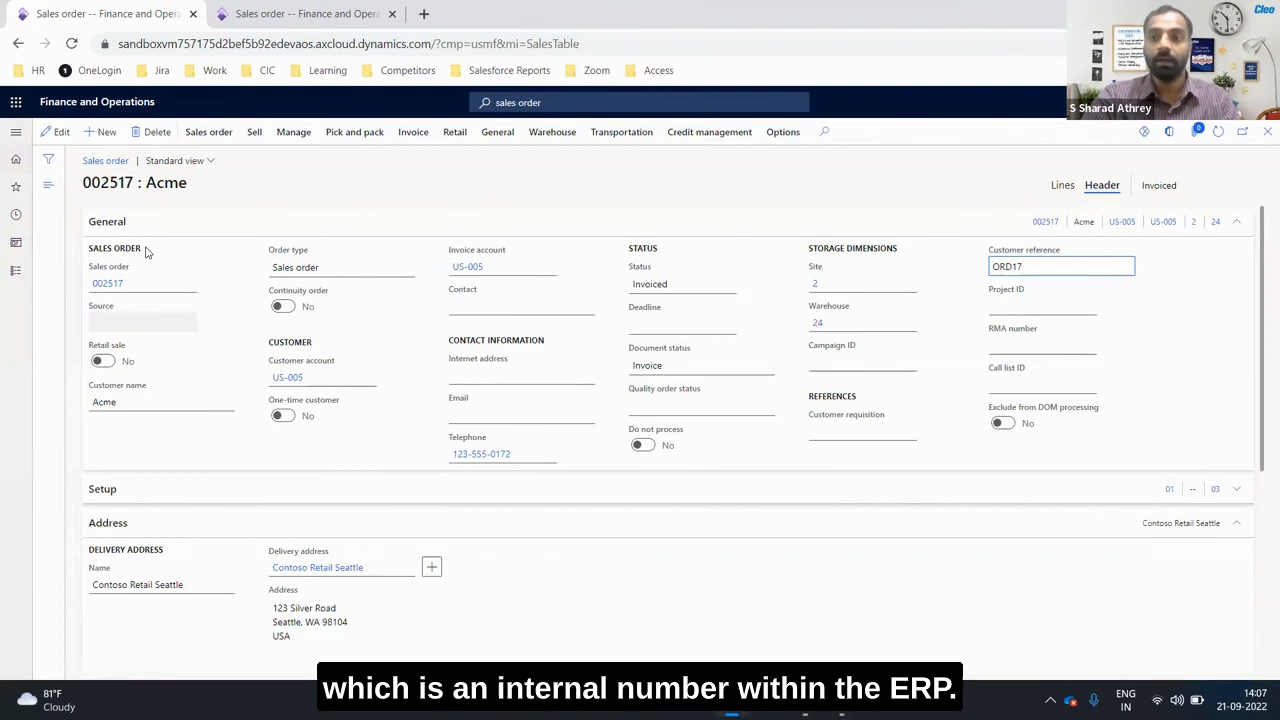 Sales order -- Finance and Operations
Sales order -- Finance and Operations
sandboxvm757175d2bef5b52edevaos.axcloud.dynamic
mp=usmf&mi=SalesTable
HR
OneLogin
Jira
Work
Learning
Salesforce Reports
Zoom
Access
Cleo
S Sharad Athrey
Finance and Operations
sales order
Edit
New
Delete
Sales order
Sell
Manage
Pick and pack
Invoice
Retail
General
Warehouse
Transportation
Credit management
Options
0
Sales order
Standard view
002517 : Acme
Lines
Header
Invoiced
General
002517
Acme
US-005
US-005
2
24
SALES ORDER
Sales order
002517
Source
Retail sale
No
Customer name
Acme
Order type
Sales order
Continuity order
No
CUSTOMER
Customer account
US-005
One-time customer
No
Invoice account
US-005
Contact
CONTACT INFORMATION
Internet address
Email
Telephone
123-555-0172
STATUS
Status
Invoiced
Deadline
Document status
Invoice
Quality order status
Do not process
No
STORAGE DIMENSIONS
Site
2
Warehouse
24
Campaign ID
REFERENCES
Customer requisition
Customer reference
ORD17
Project ID
RMA number
Call list ID
Exclude from DOM processing
No
Setup
01
--
03
Address
Contoso Retail Seattle
DELIVERY ADDRESS
Name
Contoso Retail Seattle
Delivery address
Contoso Retail Seattle
Address
123 Silver Road
Seattle, WA 98104
USA
which is an internal number within the ERP.
81°F
Cloudy
ENG
IN
14:07
21-09-2022